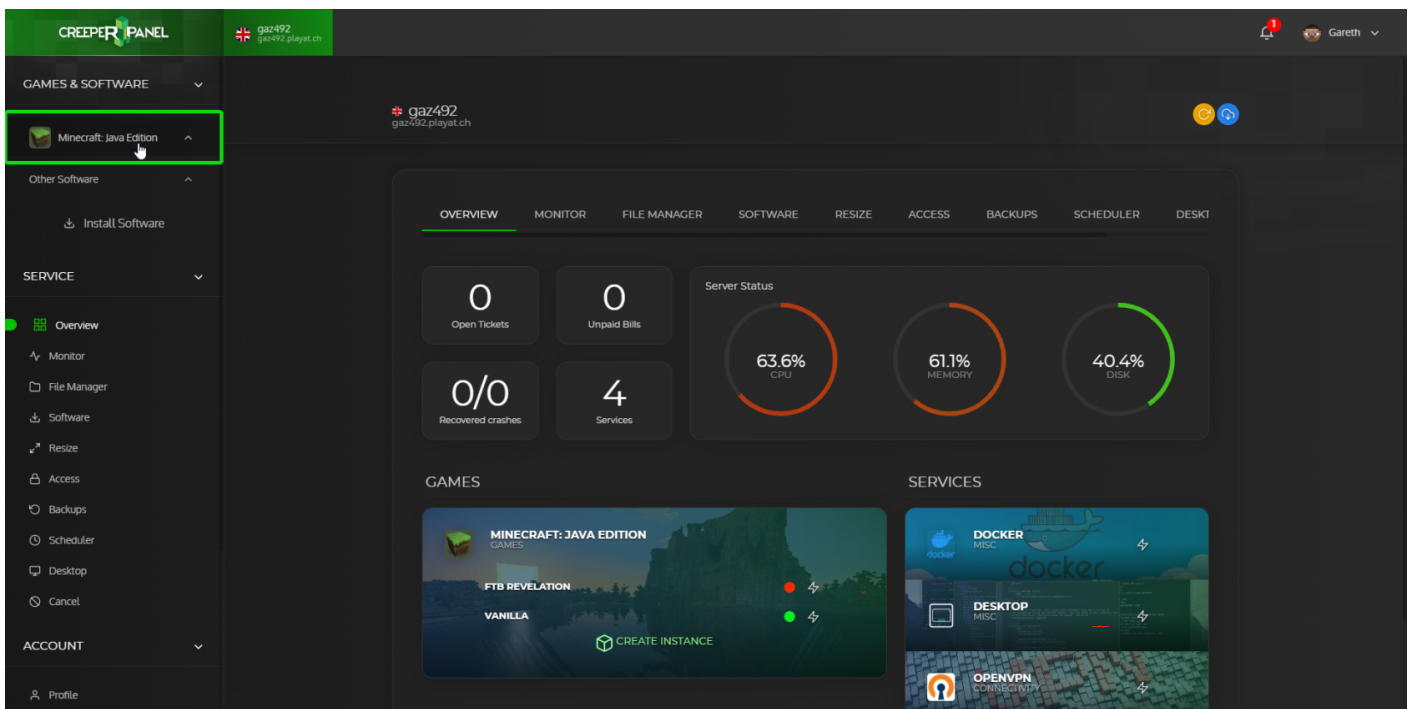 CREEPER PANEL
gaz492
gaz492.playat.ch
1
Gareth
GAMES & SOFTWARE
Minecraft: Java Edition
Other Software
Install Software
SERVICE
Overview
Monitor
File Manager
Software
Resize
Access
Backups
Scheduler
Desktop
Cancel
ACCOUNT
Profile
gaz492
gaz492.playat.ch
OVERVIEW MONITOR FILE MANAGER SOFTWARE RESIZE ACCESS BACKUPS SCHEDULER DESKT
0
Open Tickets
0
Unpaid Bills
0/0
Recovered crashes
4
Services
Server Status
63.6%
CPU
61.1%
MEMORY
40.4%
DISK
GAMES
MINECRAFT: JAVA EDITION
GAMES
FTB REVELATION
VANILLA
CREATE INSTANCE
SERVICES
docker
DOCKER
MISC
docker
DESKTOP
MISC
OPENVPN
CONNECTIVITY